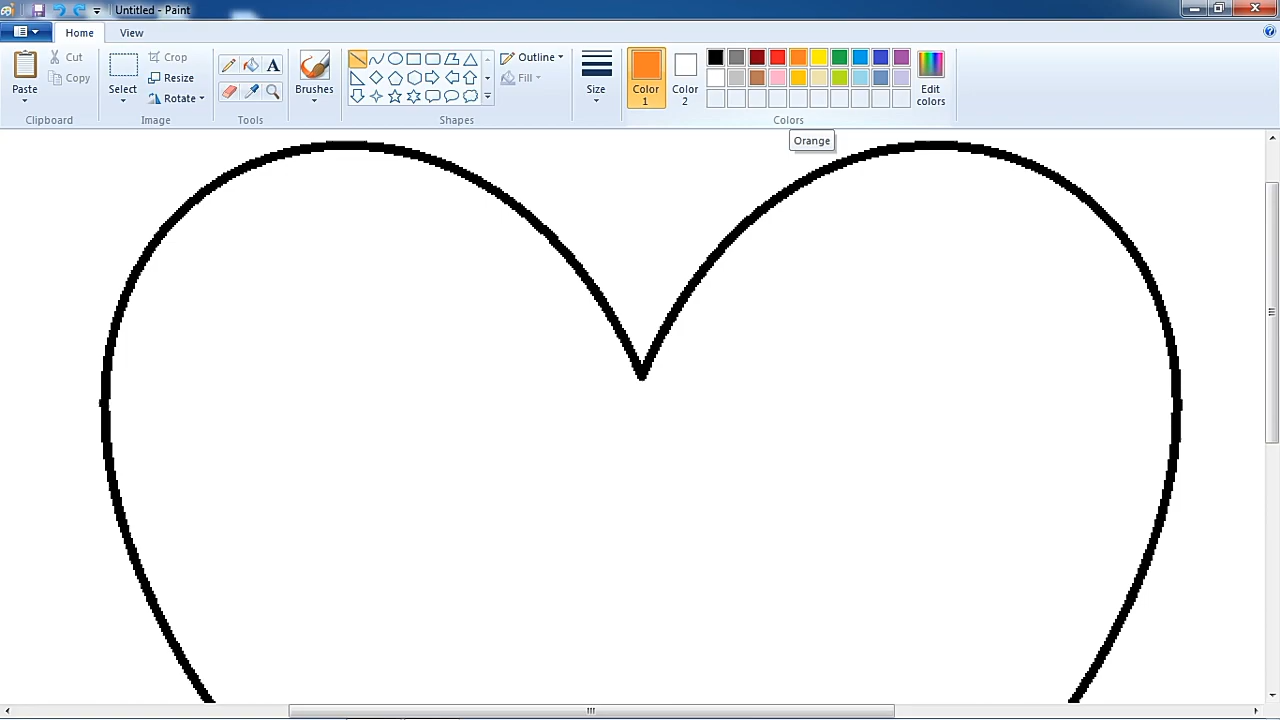 Untitled - Paint
Home View
Paste
Cut
Copy
Clipboard
Select
Crop
Resize
Rotate
Image
A
Tools
Brushes
Outline
Fill
Shapes
Size
Color
1
Color
2
Edit
colors
Colors
Orange